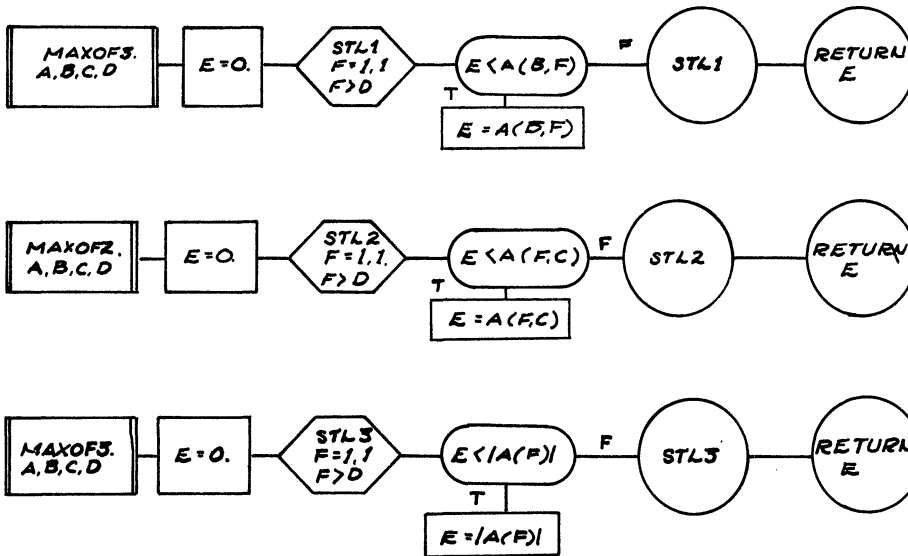 MAXOF3.
A,B,C,D
E=0.
STL1
F=1,1
F>D
E<A(B,F)
F
T
E=A(B,F)
STL1
RETURN
E
MAXOF2.
A,B,C,D
E=0.
STL2
F=1,1.
F>D
E<A(F,C)
F
T
E=A(F,C)
STL2
RETURN
E
MAXOF3.
A,B,C,D
E=0.
STL3
F=1,1
F>D
E<|A(F)|
F
T
E=|A(F)|
STL3
RETURN
E